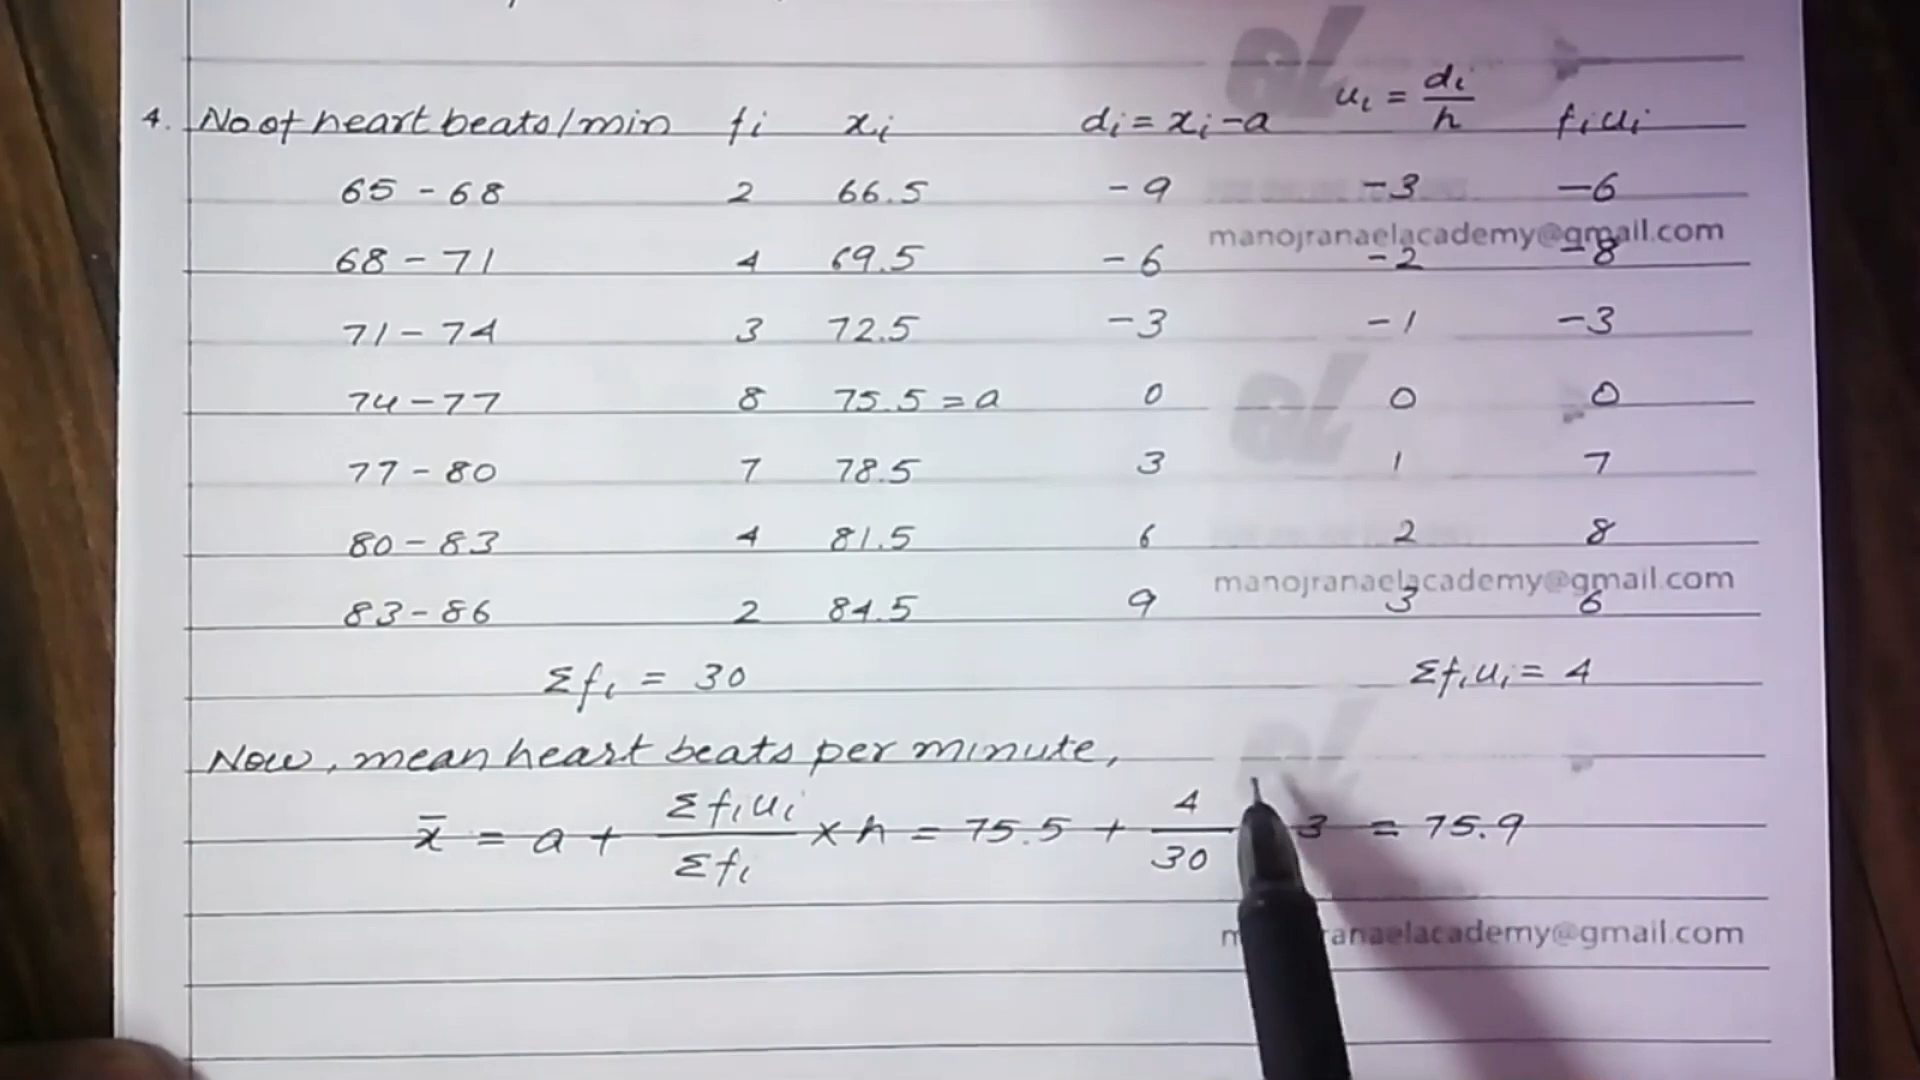 4. No of heart beats/min fi xi di = xi - a ui = di/h fiui
65 - 68 2 66.5 - 9 - 3 - 6
manojranaelacademy@gmail.com
68 - 71 4 69.5 - 6 - 2 - 8
71 - 74 3 72.5 - 3 - 1 - 3
74 - 77 8 75.5 = a 0 0 0
77 - 80 7 78.5 3 1 7
80 - 83 4 81.5 6 2 8
manojranaelacademy@gmail.com
83 - 86 2 84.5 9 3 6
Σfi = 30 Σfiui = 4
Now, mean heart beats per minute,
x̄ = a + Σfiui/Σfi × h = 75.5 + 4/30 3 = 75.9
anaelacademy@gmail.com